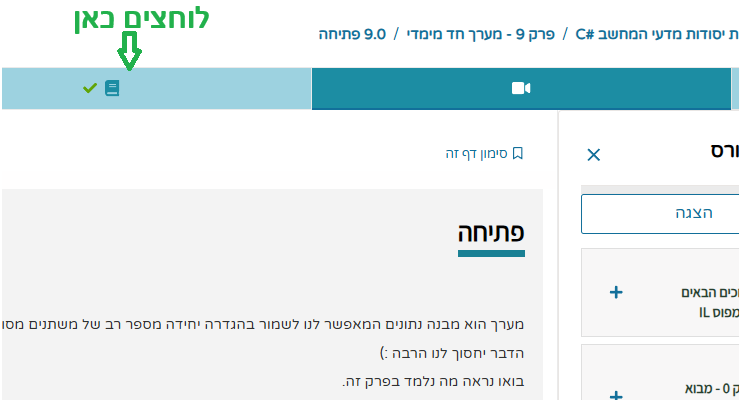 לוחצים כאן
ת יסודות מדעי המחשב C# / פרק 9 - מערך חד מימדי / 9.0 פתיחה
סימון דף זה
פתיחה
מערך הוא מבנה נתונים המאפשר לנו לשמור בהגדרה יחידה מספר רב של משתנים מסו
הדבר יחסוך לנו הרבה :)
בואו נראה מה נלמד בפרק זה.
ורס
הצגה
וכים הבאים
מפוס IL
ק 0 - מבוא